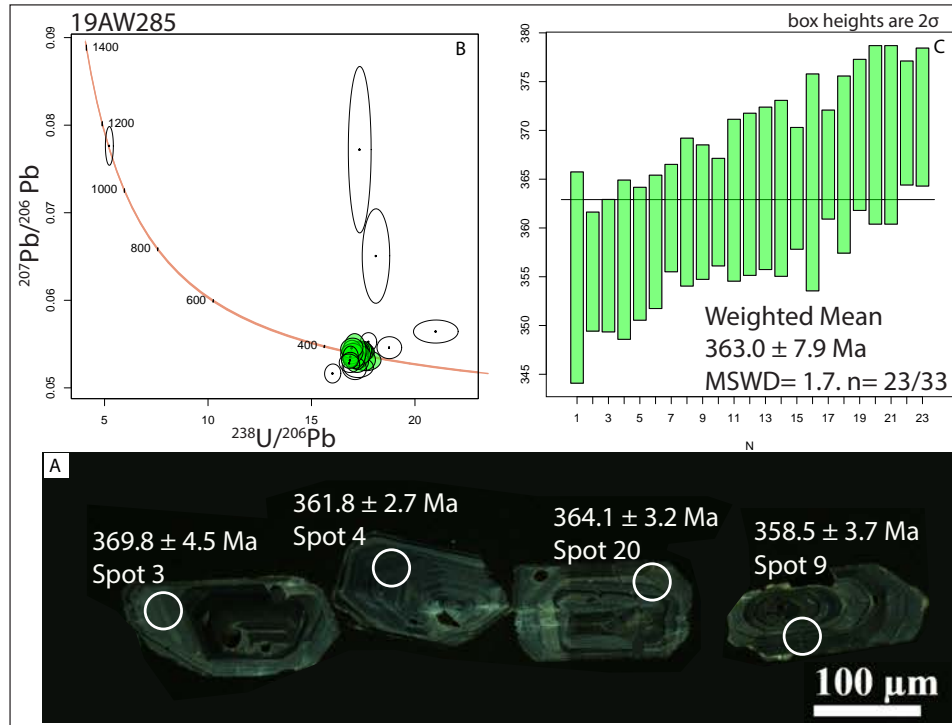 19AW285
box heights are 2σ
B
0.09
0.08
0.07
0.06
0.05
²⁰⁷Pb/²⁰⁶ Pb
1400
1200
1000
800
600
400
5
10
15
20
²³⁸U/²⁰⁶Pb
C
380
375
370
365
360
355
350
345
Weighted Mean
363.0 ± 7.9 Ma
MSWD= 1.7. n= 23/33
1 3 5 7 9 11 13 15 17 19 21 23
N
A
369.8 ± 4.5 Ma
Spot 3
361.8 ± 2.7 Ma
Spot 4
364.1 ± 3.2 Ma
Spot 20
358.5 ± 3.7 Ma
Spot 9
100 µm